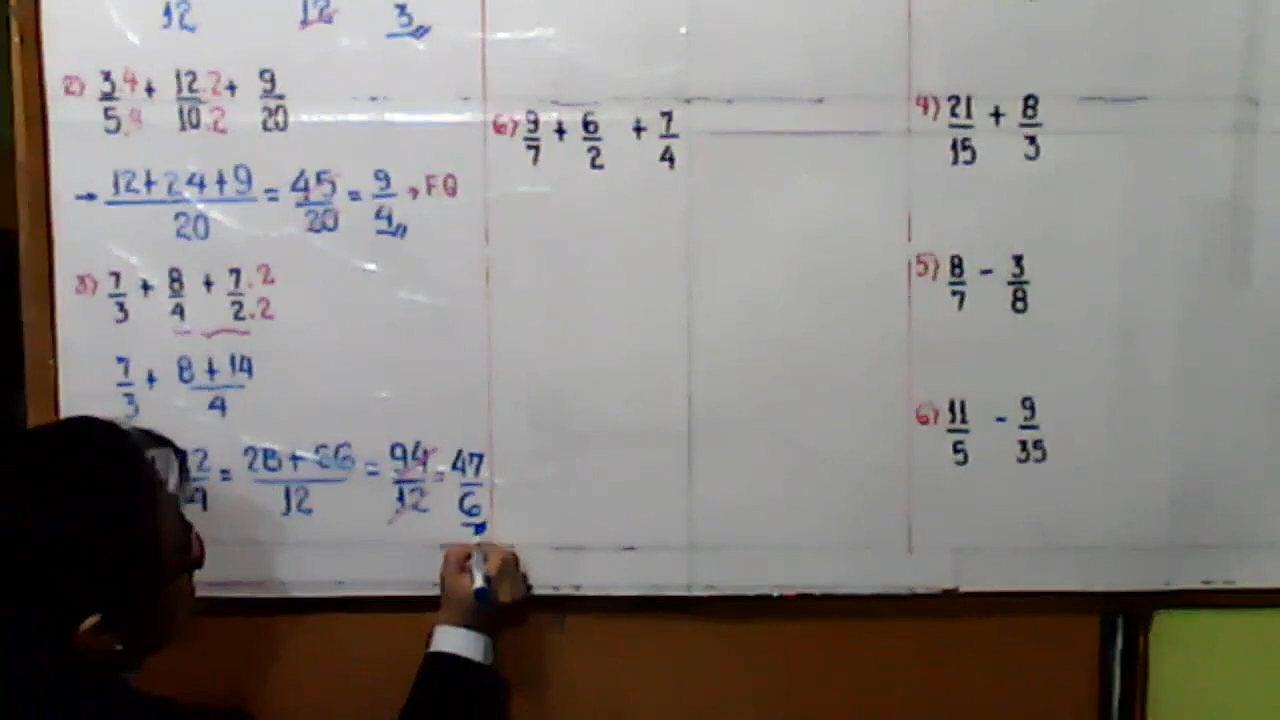 12 12 3
2) 3.4/5.4 + 12.2/10.2 + 9/20
→ 12+24+9/20 = 45/20 = 9/4 → FQ
3) 7/3 + 8/4 + 7.2/2.2
7/3 + 8+14/4
= 28+66/12 = 94/12 = 47/6
6) 9/7 + 6/2 + 7/4
4) 21/15 + 8/3
5) 8/7 - 3/8
6) 11/5 - 9/35